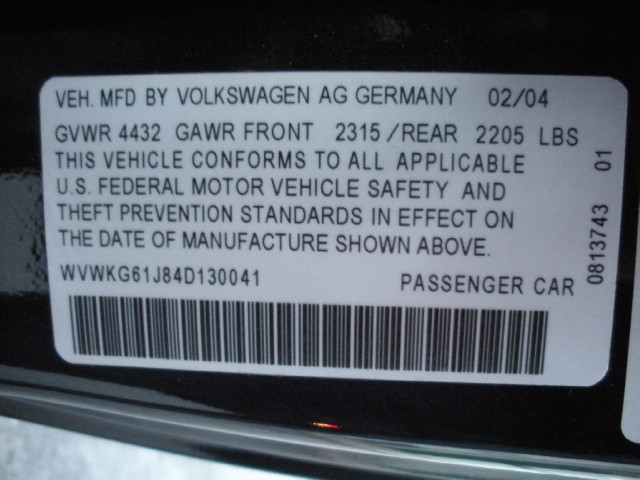 VEH. MFD BY VOLKSWAGEN AG GERMANY 02/04
GVWR 4432 GAWR FRONT 2315 /REAR 2205 LBS
THIS VEHICLE CONFORMS TO ALL APPLICABLE
U.S. FEDERAL MOTOR VEHICLE SAFETY AND
THEFT PREVENTION STANDARDS IN EFFECT ON
THE DATE OF MANUFACTURE SHOWN ABOVE.
WVWKG61J84D130041 PASSENGER CAR
0813743 01